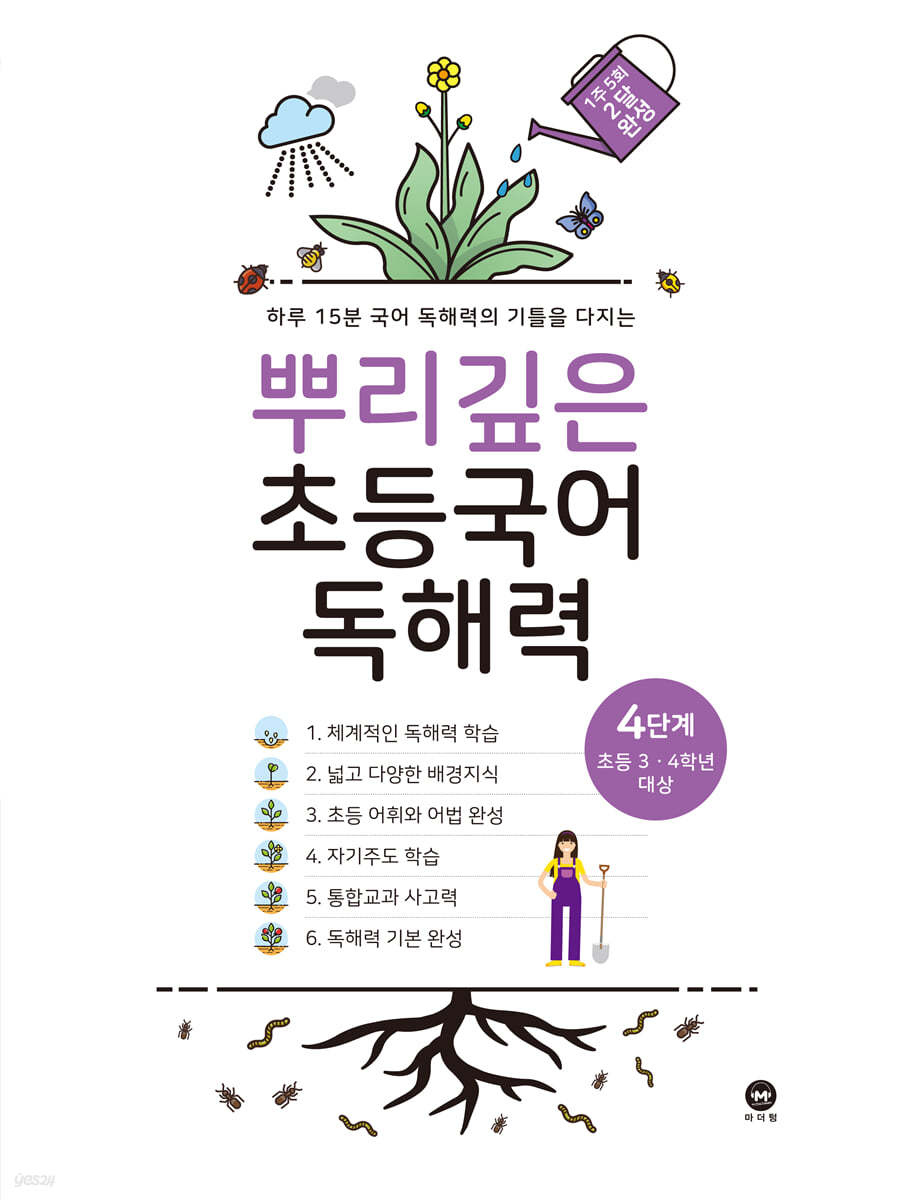 1주 5회
2달
완성
하루 15분 국어 독해력의 기틀을 다지는
뿌리깊은
초등국어
독해력
4단계
초등 3·4학년
대상
1. 체계적인 독해력 학습
2. 넓고 다양한 배경지식
3. 초등 어휘와 어법 완성
4. 자기주도 학습
5. 통합교과 사고력
6. 독해력 기본 완성
M
마더텅
yes24